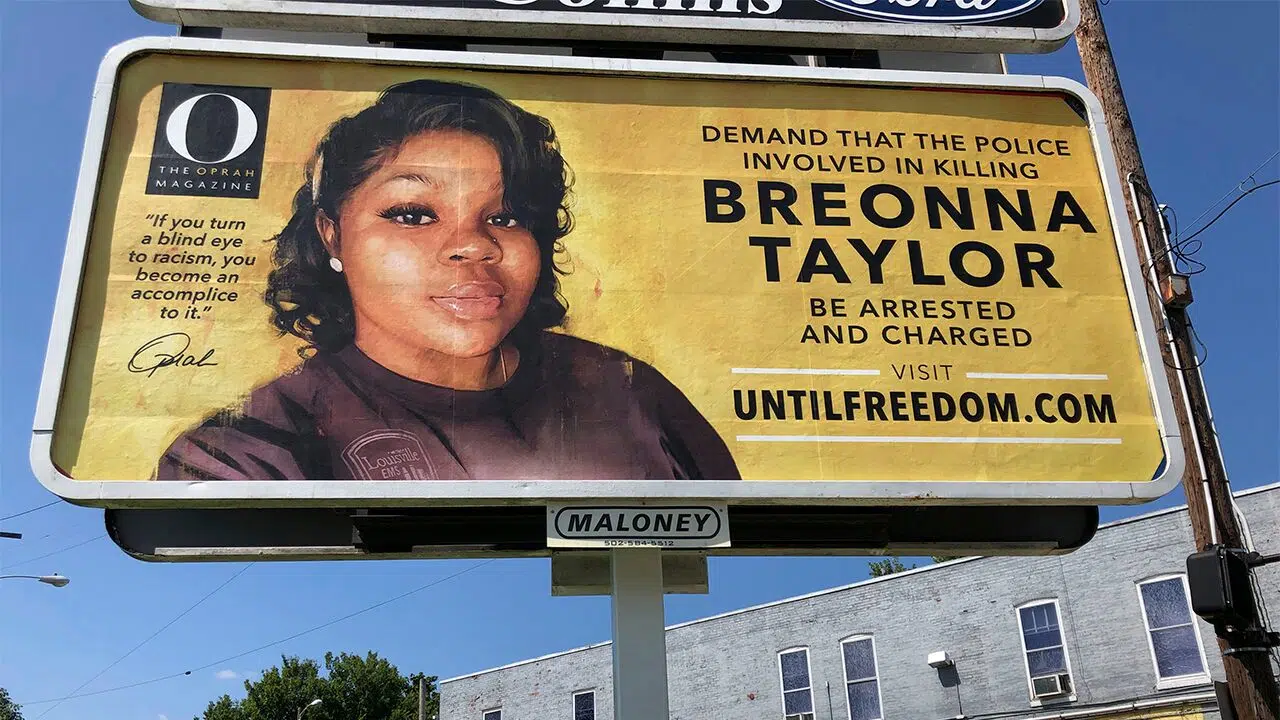 Ford
O
THE OPRAH
MAGAZINE
"If you turn
a blind eye
to racism, you
become an
accomplice
to it."
Oprah
DEMAND THAT THE POLICE
INVOLVED IN KILLING
BREONNA
TAYLOR
BE ARRESTED
AND CHARGED
VISIT
UNTILFREEDOM.COM
Louisville
EMS
MALONEY
502-584-5512